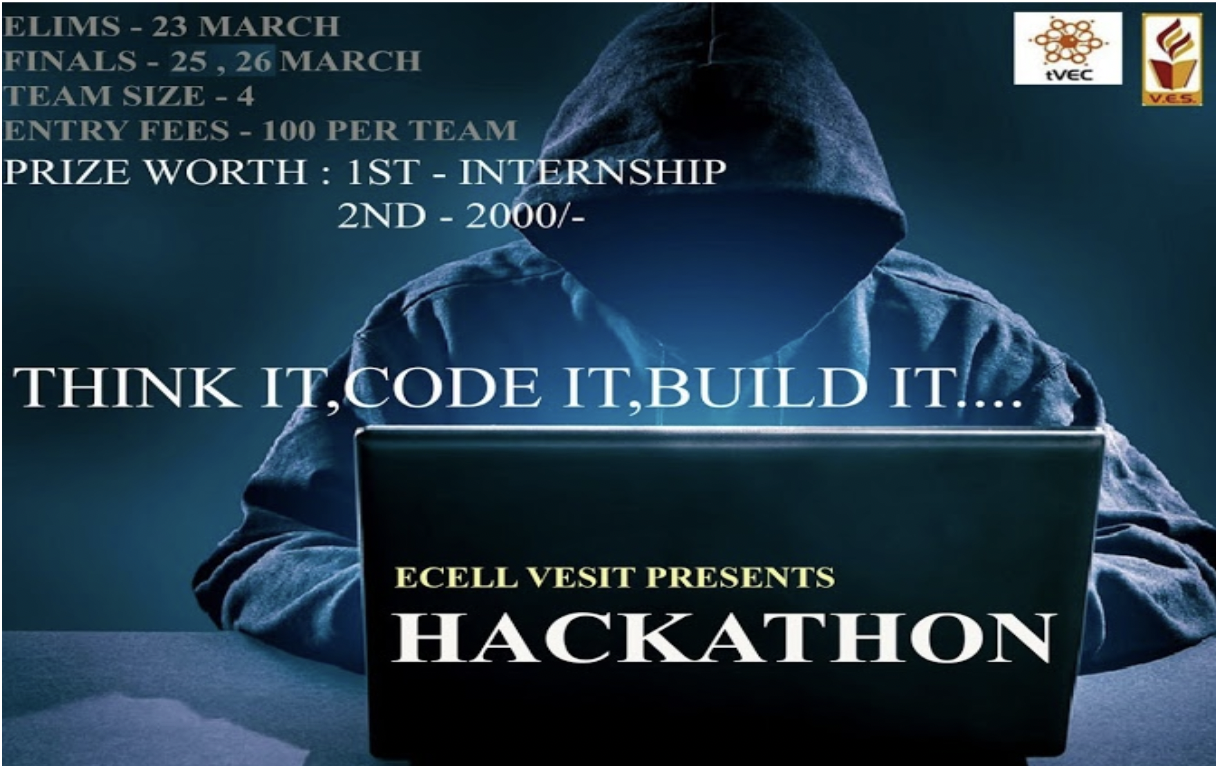 ELIMS - 23 MARCH
FINALS - 25 , 26 MARCH
TEAM SIZE - 4
ENTRY FEES - 100 PER TEAM
PRIZE WORTH : 1ST - INTERNSHIP
2ND - 2000/-
tVEC
V.E.S.
THINK IT,CODE IT,BUILD IT....
ECELL VESIT PRESENTS
HACKATHON